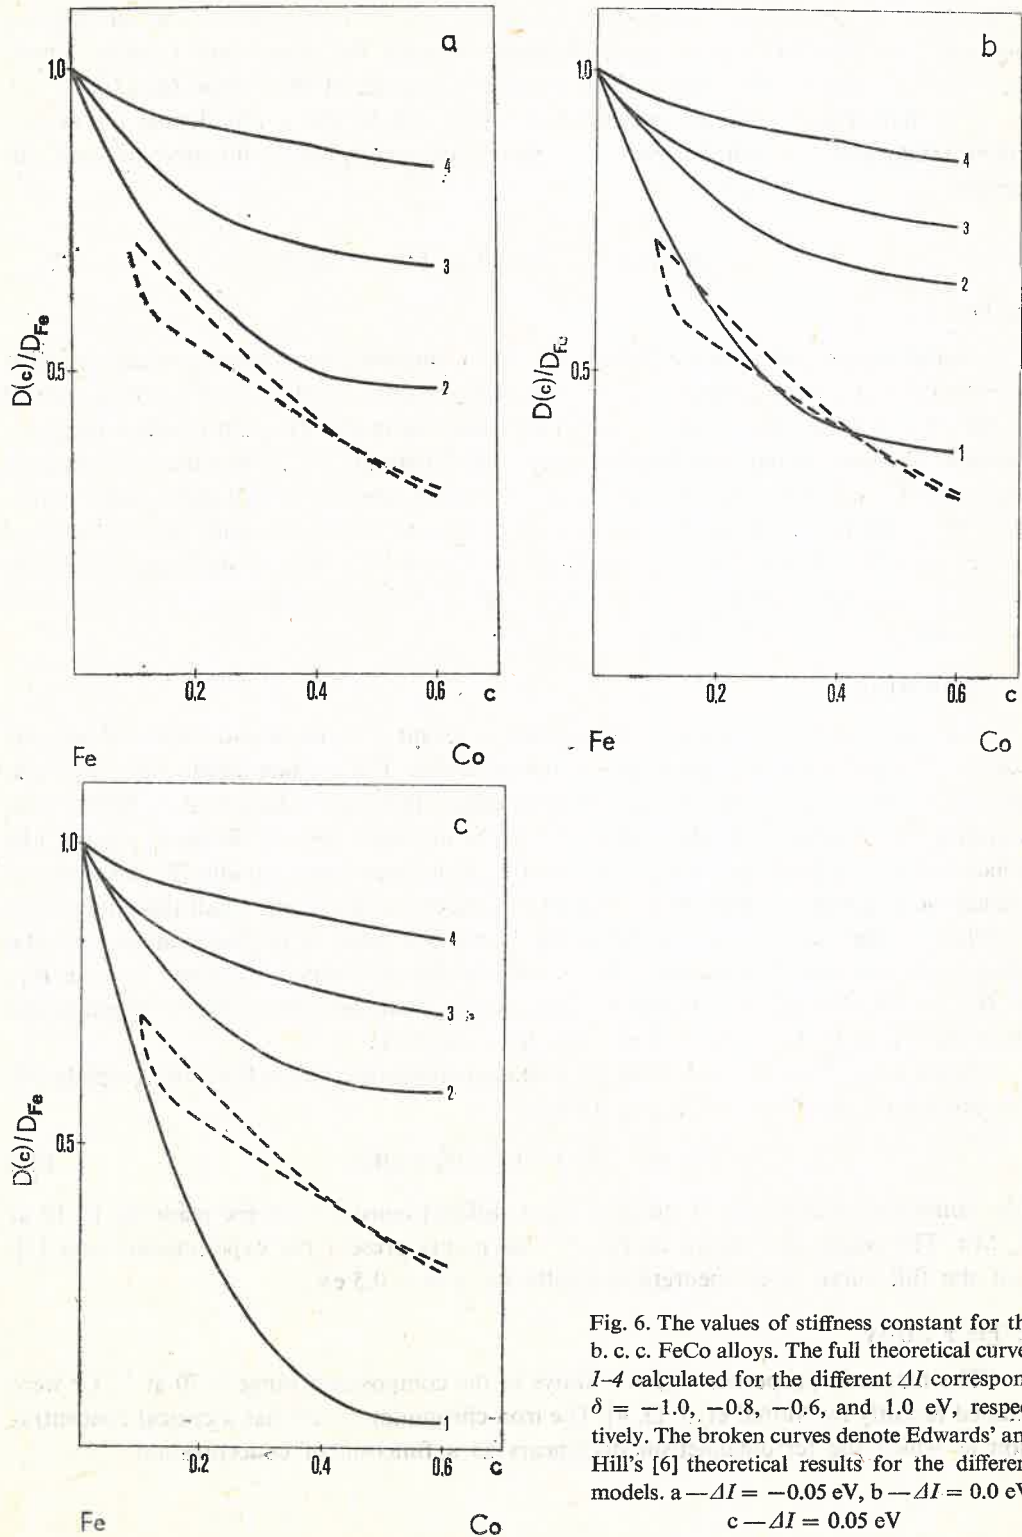 a
1.0
4
3
D(c)/D_Fe
0.5
2
0.2 0.4 0.6 c
Fe Co
b
1.0
4
3
2
D(c)/D_Fe
0.5
1
0.2 0.4 0.6 c
Fe Co
c
1.0
4
3
2
D(c)/D_Fe
0.5
1
0.2 0.4 0.6 c
Fe Co
Fig. 6. The values of stiffness constant for th
b. c. c. FeCo alloys. The full theoretical curve
1-4 calculated for the different ΔI correspon
δ = −1.0, −0.8, −0.6, and 1.0 eV, respec
tively. The broken curves denote Edwards' an
Hill's [6] theoretical results for the differen
models. a — ΔI = −0.05 eV, b — ΔI = 0.0 eV
c — ΔI = 0.05 eV